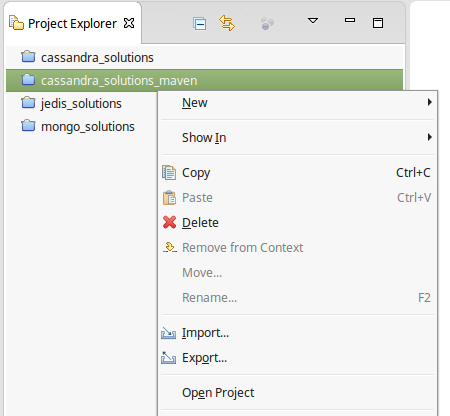 Project Explorer
cassandra_solutions
cassandra_solutions_maven
jedis_solutions
mongo_solutions
New
Show In
Copy Ctrl+C
Paste Ctrl+V
Delete
Remove from Context
Move...
Rename... F2
Import...
Export...
Open Project